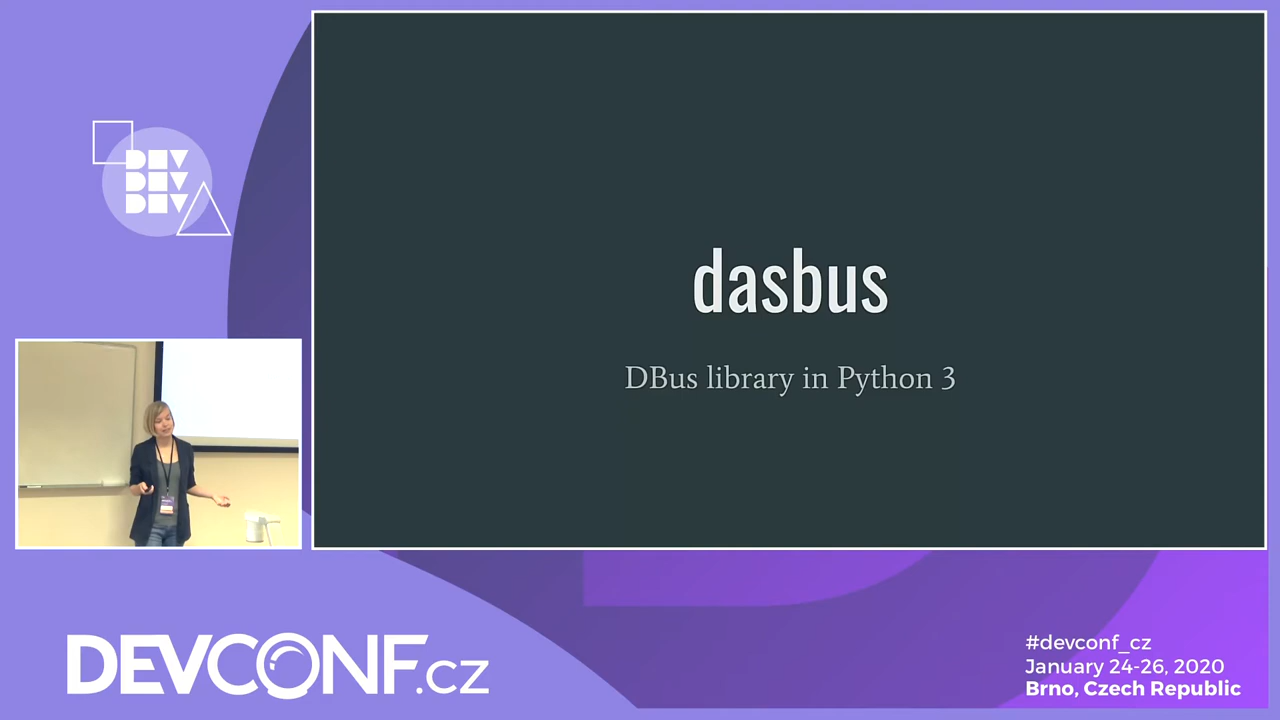 DEV
DEV
DEV
dasbus
DBus library in Python 3
DEVCONF.cz
#devconf_cz
January 24-26, 2020
Brno, Czech Republic